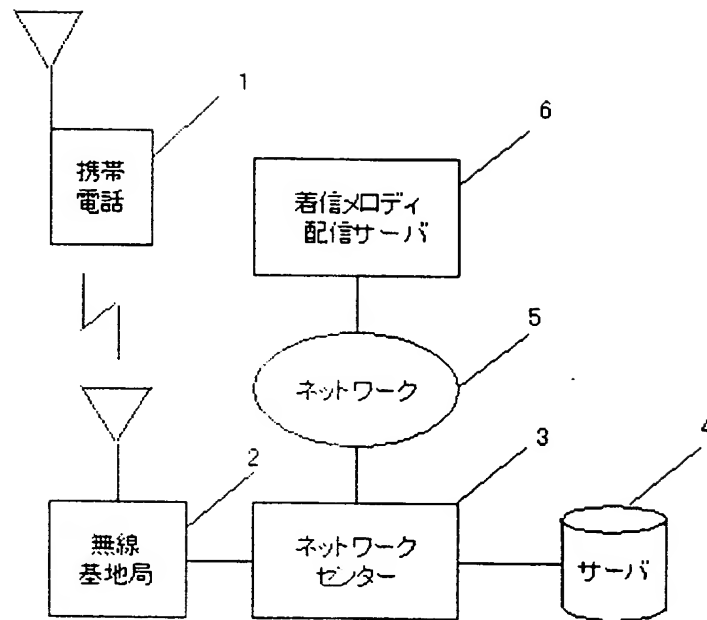 1
携帯
電話
6
着信メロディ
配信サーバ
5
ネットワーク
2
無線
基地局
3
ネットワーク
センター
4
サーバ